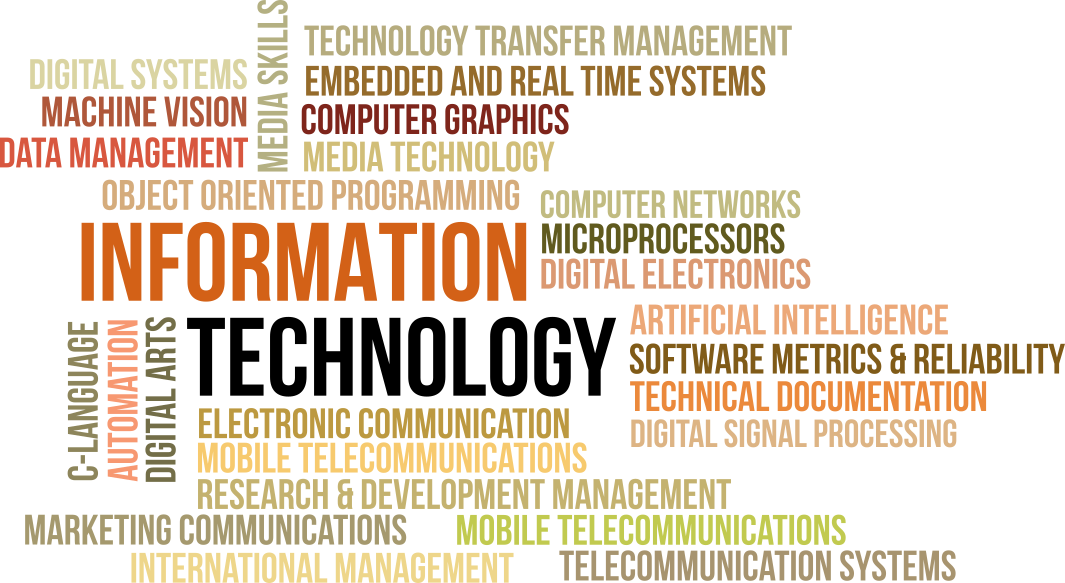 MEDIA SKILLS
TECHNOLOGY TRANSFER MANAGEMENT
DIGITAL SYSTEMS
EMBEDDED AND REAL TIME SYSTEMS
MACHINE VISION
COMPUTER GRAPHICS
DATA MANAGEMENT
MEDIA TECHNOLOGY
OBJECT ORIENTED PROGRAMMING
COMPUTER NETWORKS
INFORMATION
MICROPROCESSORS
DIGITAL ELECTRONICS
C-LANGUAGE
AUTOMATION
DIGITAL ARTS
TECHNOLOGY
ARTIFICIAL INTELLIGENCE
SOFTWARE METRICS & RELIABILITY
TECHNICAL DOCUMENTATION
ELECTRONIC COMMUNICATION
DIGITAL SIGNAL PROCESSING
MOBILE TELECOMMUNICATIONS
RESEARCH & DEVELOPMENT MANAGEMENT
MARKETING COMMUNICATIONS
MOBILE TELECOMMUNICATIONS
INTERNATIONAL MANAGEMENT
TELECOMMUNICATION SYSTEMS